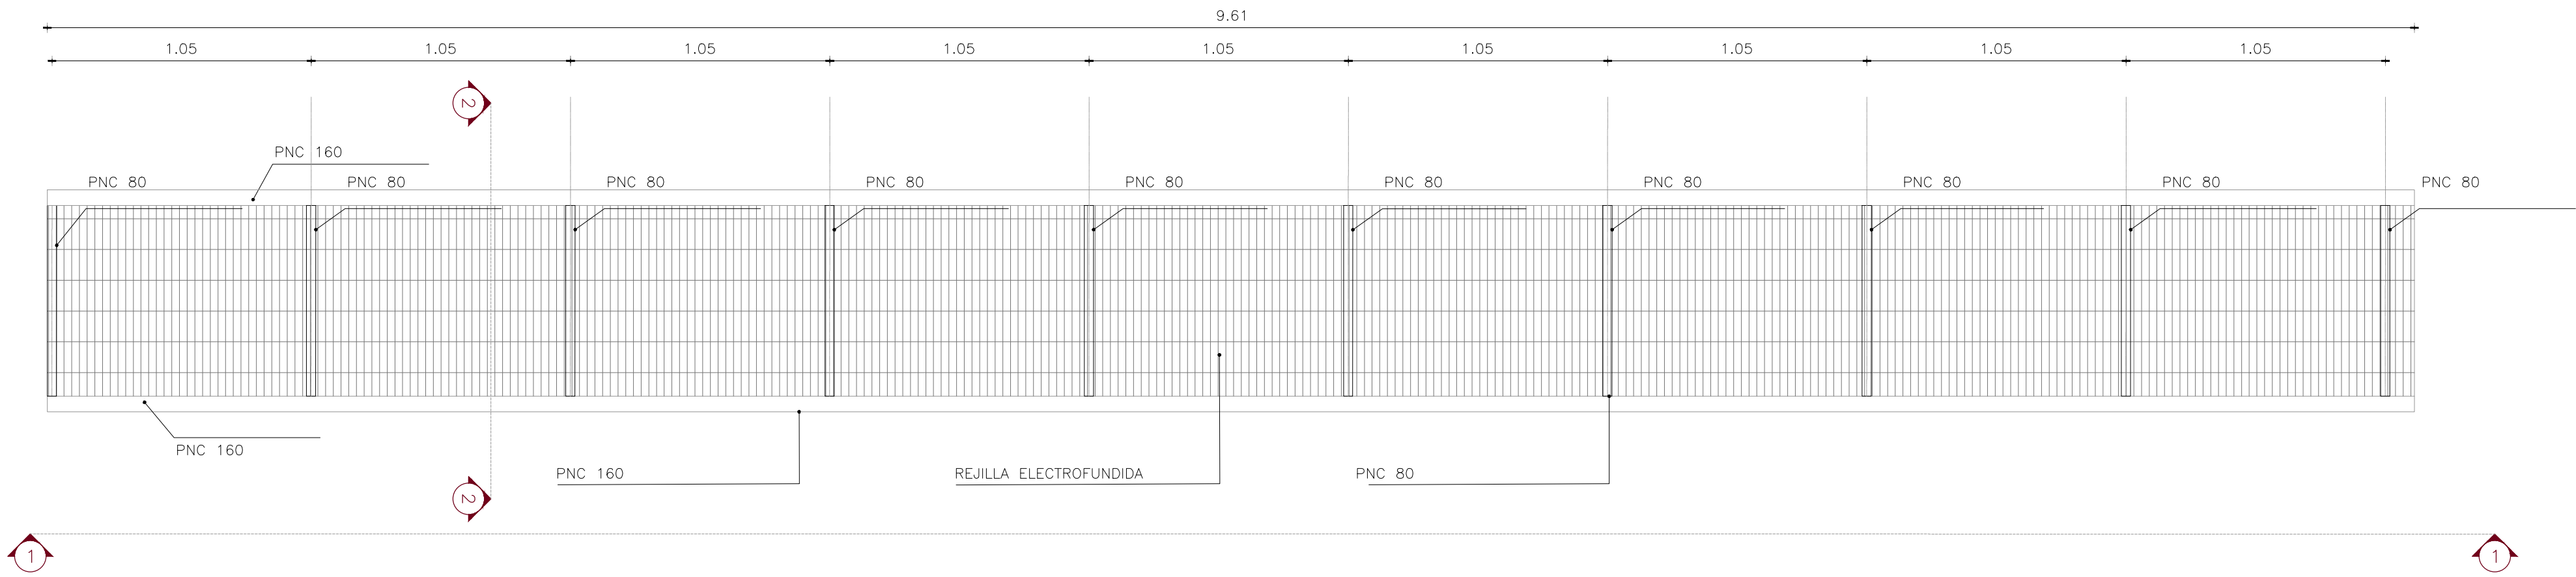 9.61
1.05 1.05 1.05 1.05 1.05 1.05 1.05 1.05 1.05
2
PNC 160
PNC 80 PNC 80 PNC 80 PNC 80 PNC 80 PNC 80 PNC 80 PNC 80 PNC 80 PNC 80
PNC 160
PNC 160 REJILLA ELECTROFUNDIDA PNC 80
2
1 1